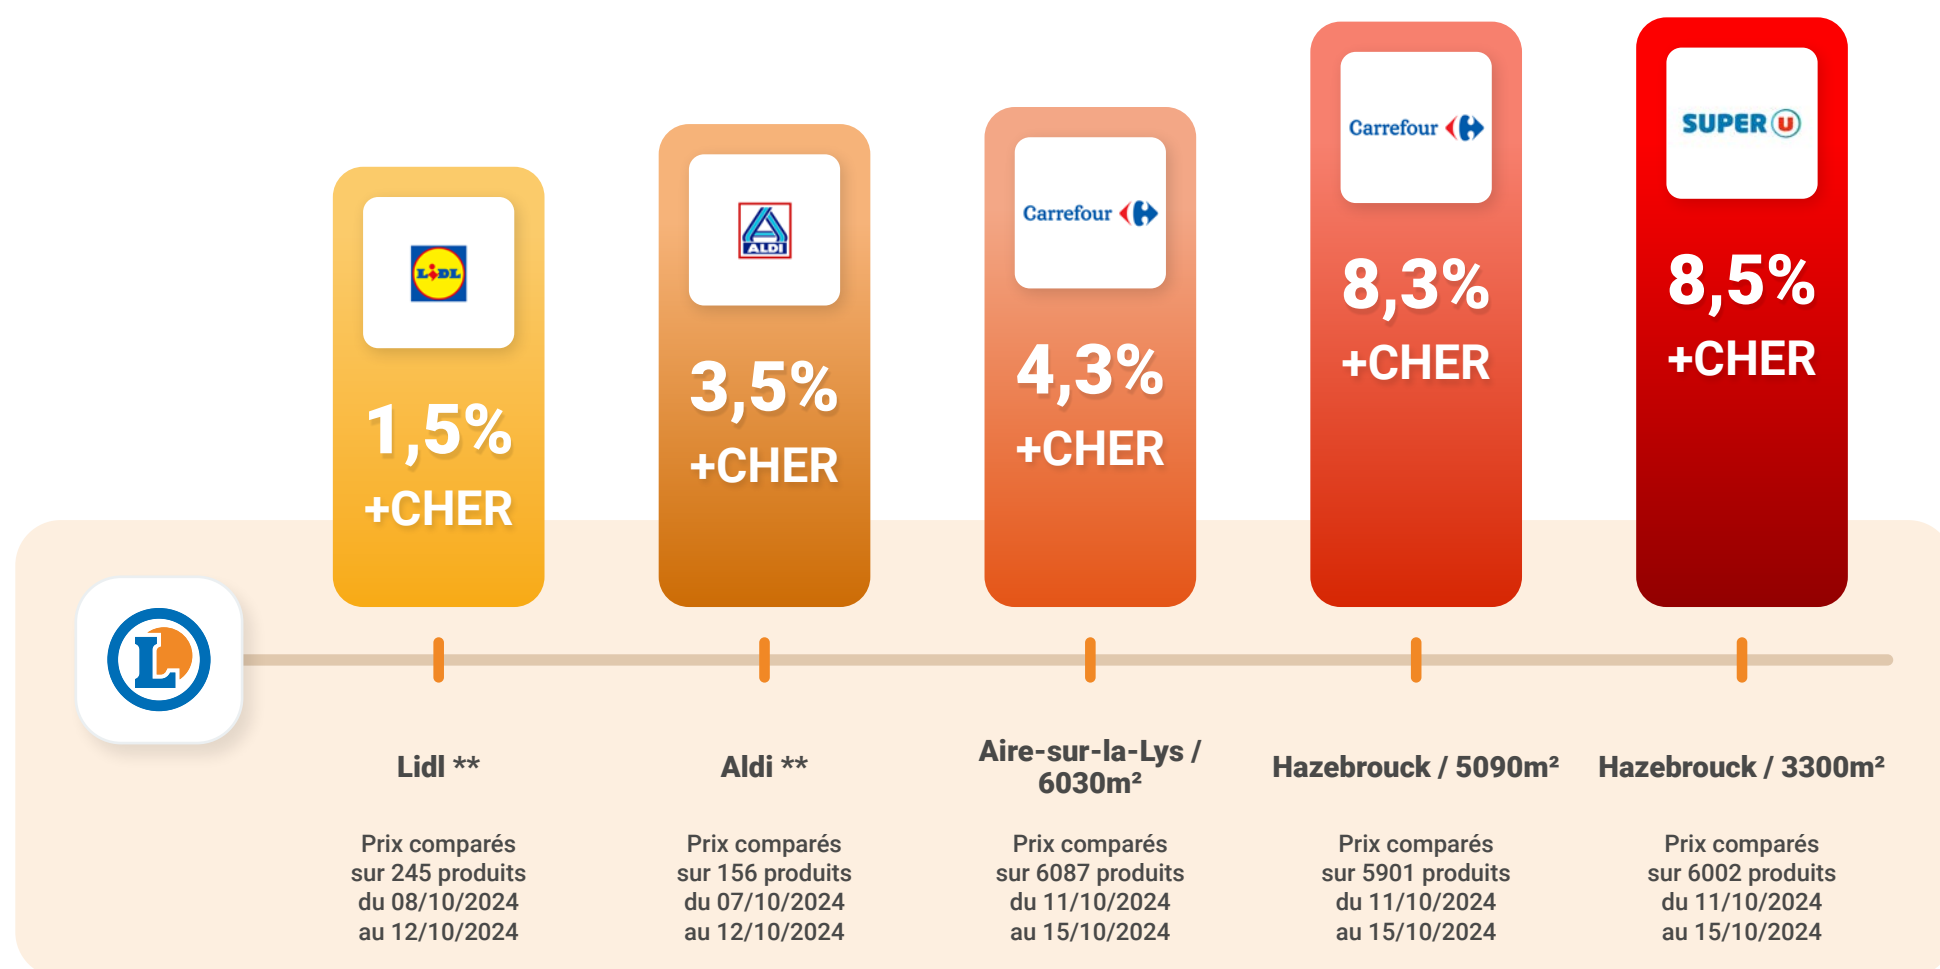 LIDL
1,5%
+CHER
ALDI
3,5%
+CHER
Carrefour
4,3%
+CHER
Carrefour
8,3%
+CHER
SUPER U
8,5%
+CHER
L
Lidl **
Prix comparés
sur 245 produits
du 08/10/2024
au 12/10/2024
Aldi **
Prix comparés
sur 156 produits
du 07/10/2024
au 12/10/2024
Aire-sur-la-Lys /
6030m²
Prix comparés
sur 6087 produits
du 11/10/2024
au 15/10/2024
Hazebrouck / 5090m²
Prix comparés
sur 5901 produits
du 11/10/2024
au 15/10/2024
Hazebrouck / 3300m²
Prix comparés
sur 6002 produits
du 11/10/2024
au 15/10/2024